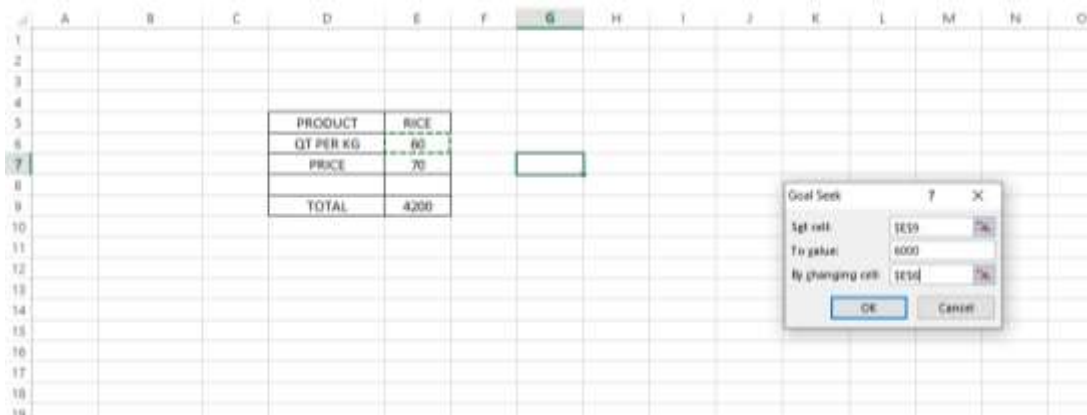 A B C D E F G H I J K L M N O
1
2
3
4
5 PRODUCT RICE
6 QT PER KG 60
7 PRICE 70
8
9 TOTAL 4200
10
11
12
13
14
15
16
17
18
19
Goal Seek ? ×
Set cell: $E$9
To value: 6000
By changing cell: $E$6
OK Cancel